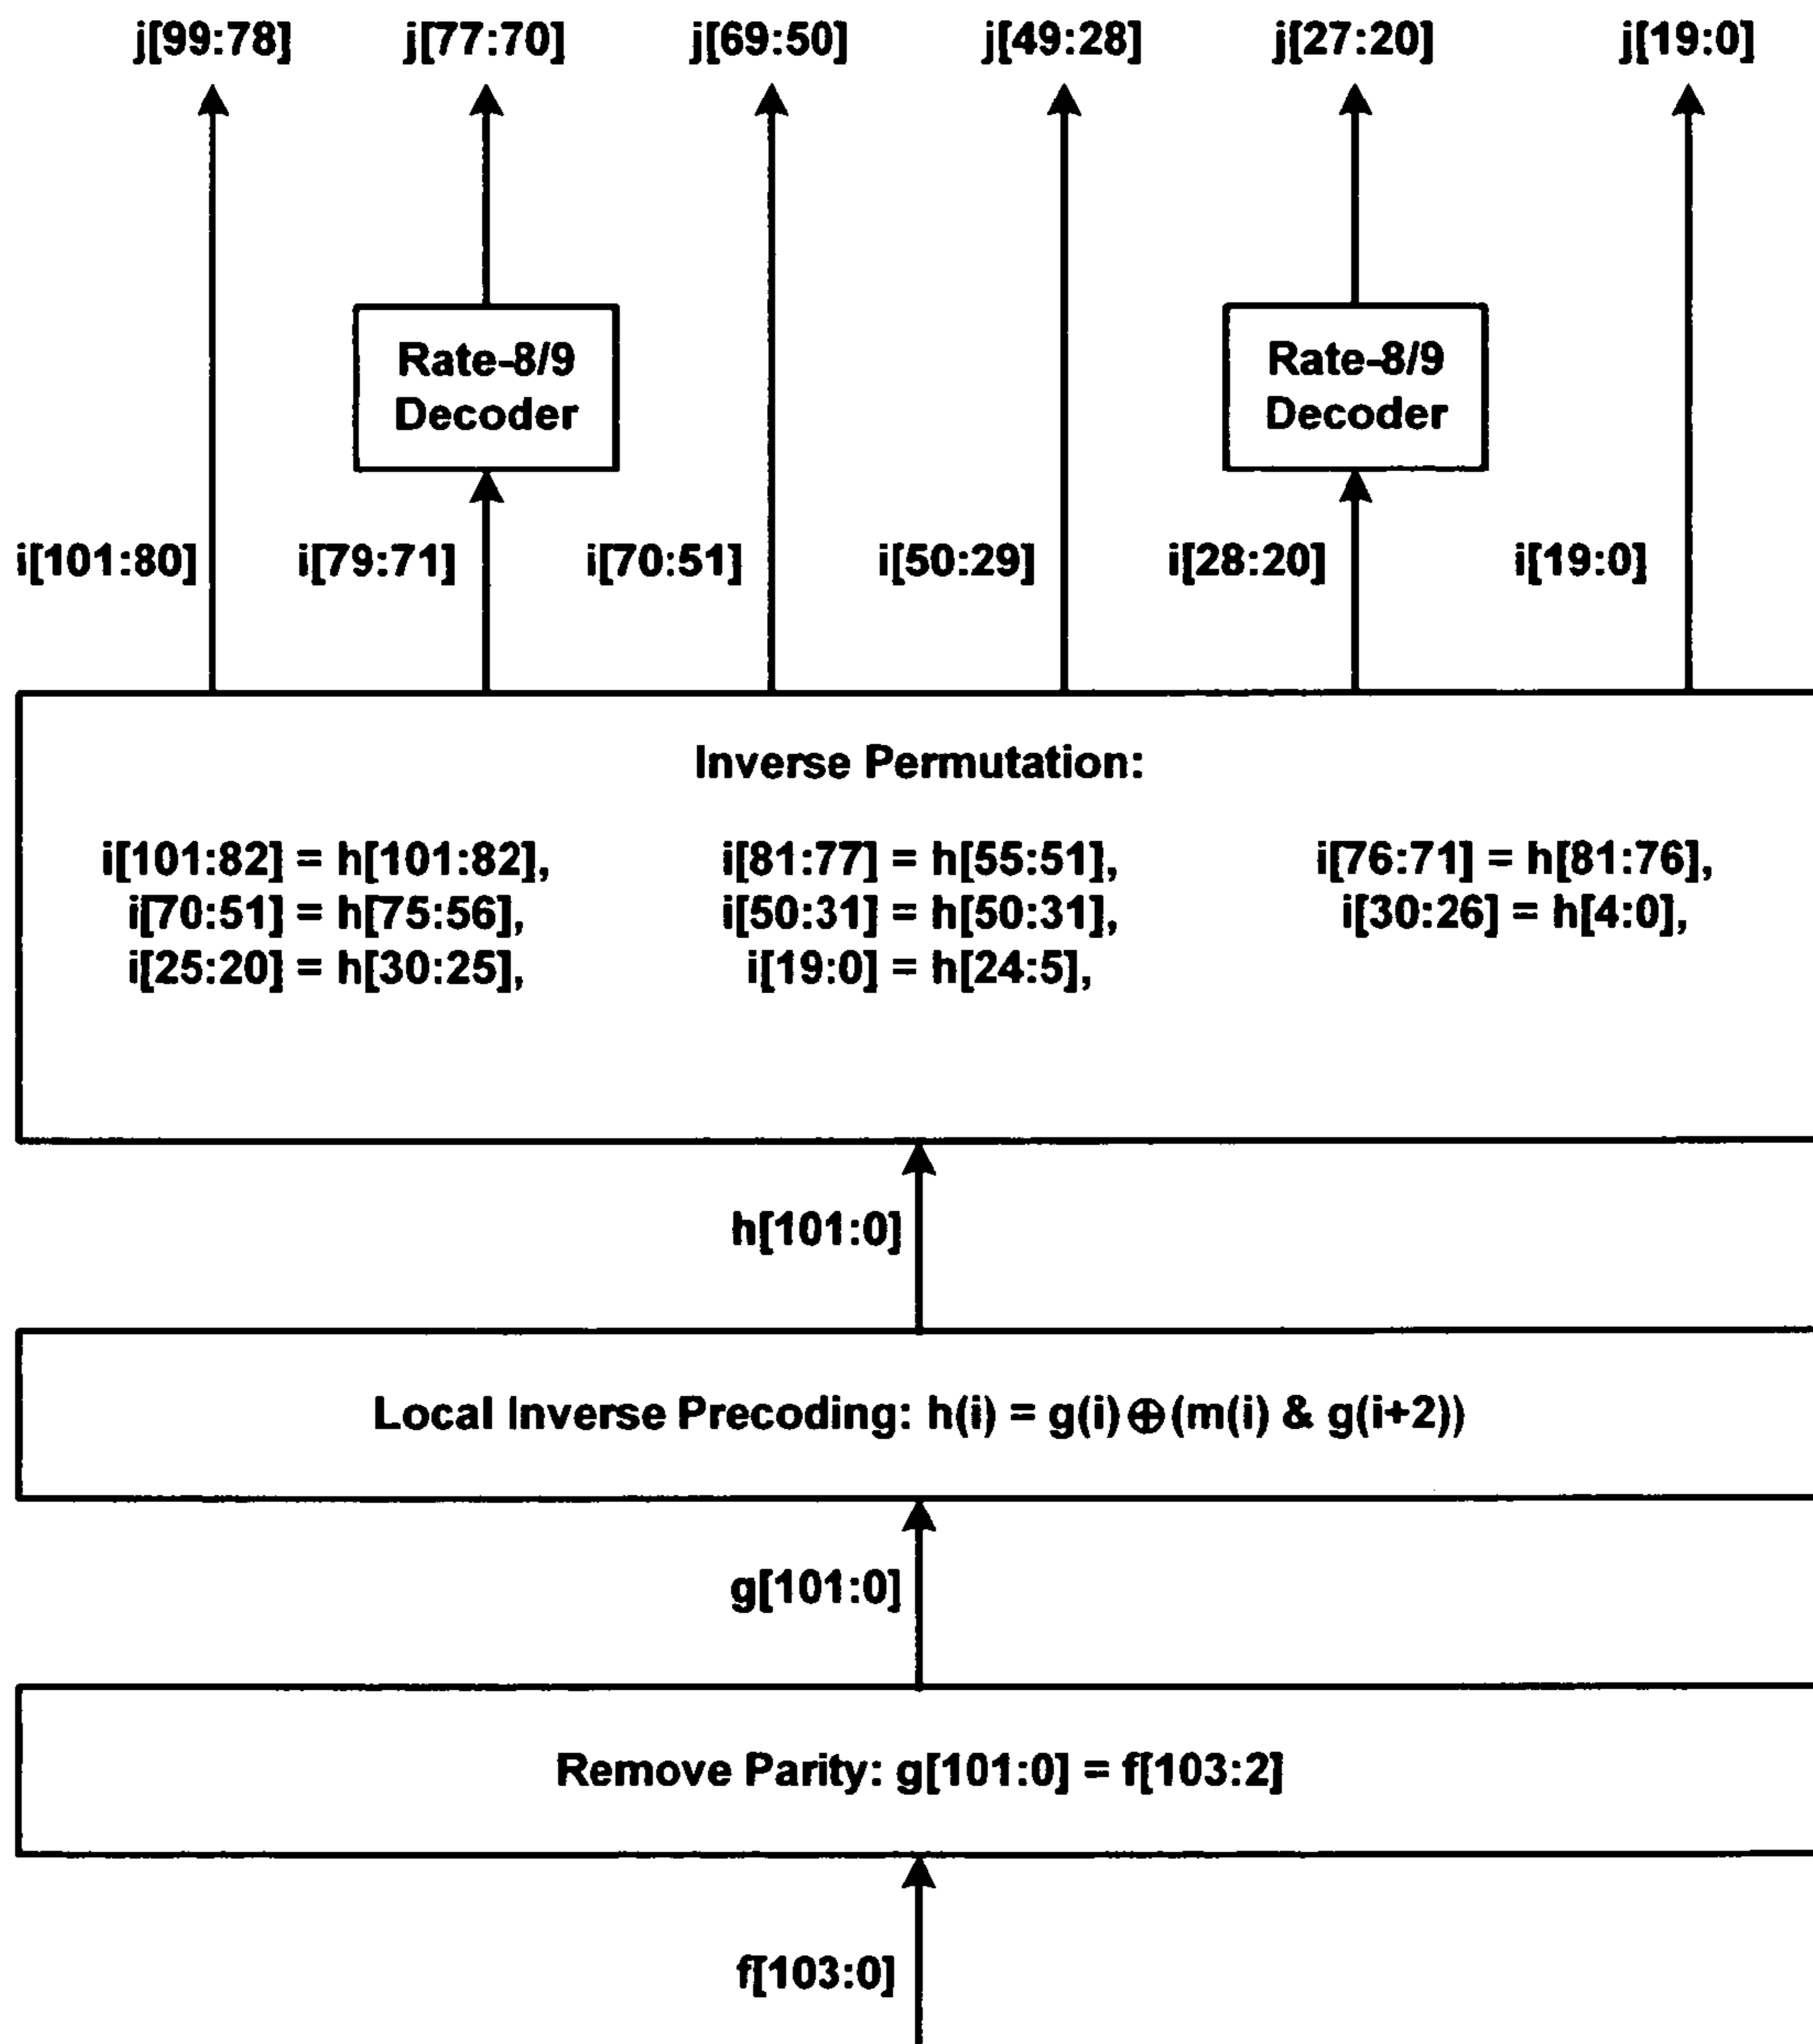 j[99:78] j[77:70] j[69:50] j[49:28] j[27:20] j[19:0]
Rate-8/9
Decoder
Rate-8/9
Decoder
i[101:80] i[79:71] i[70:51] i[50:29] i[28:20] i[19:0]
Inverse Permutation:
i[101:82] = h[101:82], i[81:77] = h[55:51], i[76:71] = h[81:76],
i[70:51] = h[75:56], i[50:31] = h[50:31], i[30:26] = h[4:0],
i[25:20] = h[30:25], i[19:0] = h[24:5],
h[101:0]
Local Inverse Precoding: h(i) = g(i)⊕(m(i) & g(i+2))
g[101:0]
Remove Parity: g[101:0] = f[103:2]
f[103:0]